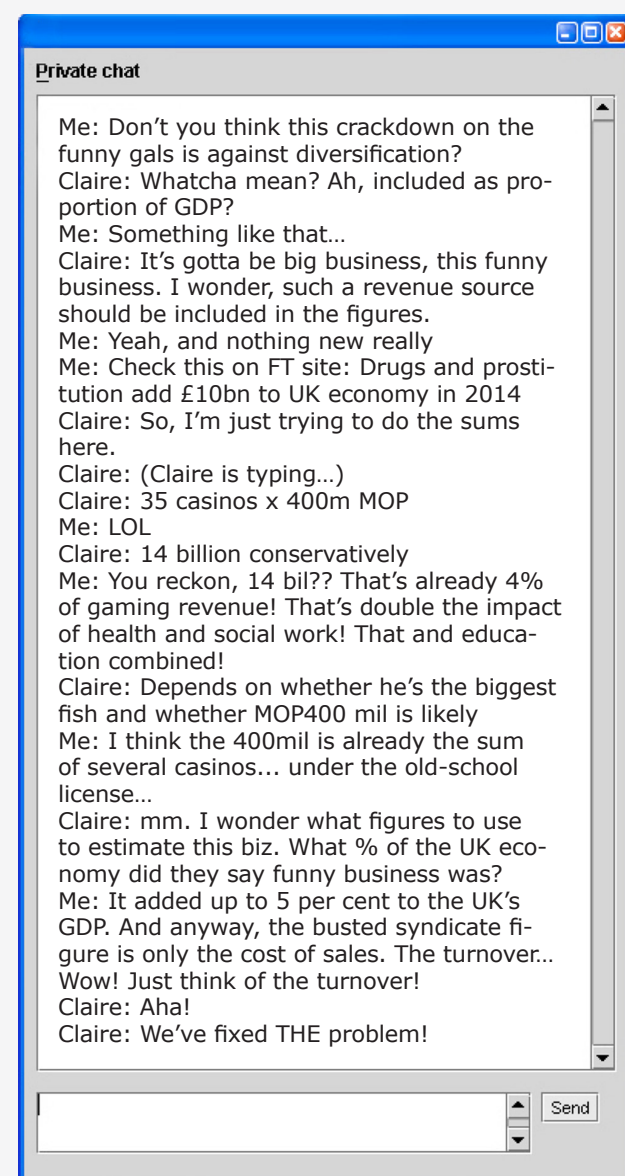 Private chat
Me: Don’t you think this crackdown on the
funny gals is against diversification?
Claire: Whatcha mean? Ah, included as pro-
portion of GDP?
Me: Something like that…
Claire: It’s gotta be big business, this funny
business. I wonder, such a revenue source
should be included in the figures.
Me: Yeah, and nothing new really
Me: Check this on FT site: Drugs and prosti-
tution add £10bn to UK economy in 2014
Claire: So, I’m just trying to do the sums
here.
Claire: (Claire is typing…)
Claire: 35 casinos x 400m MOP
Me: LOL
Claire: 14 billion conservatively
Me: You reckon, 14 bil?? That’s already 4%
of gaming revenue! That’s double the impact
of health and social work! That and educa-
tion combined!
Claire: Depends on whether he’s the biggest
fish and whether MOP400 mil is likely
Me: I think the 400mil is already the sum
of several casinos... under the old-school
license…
Claire: mm. I wonder what figures to use
to estimate this biz. What % of the UK eco-
nomy did they say funny business was?
Me: It added up to 5 per cent to the UK’s
GDP. And anyway, the busted syndicate fi-
gure is only the cost of sales. The turnover…
Wow! Just think of the turnover!
Claire: Aha!
Claire: We’ve fixed THE problem!
Send